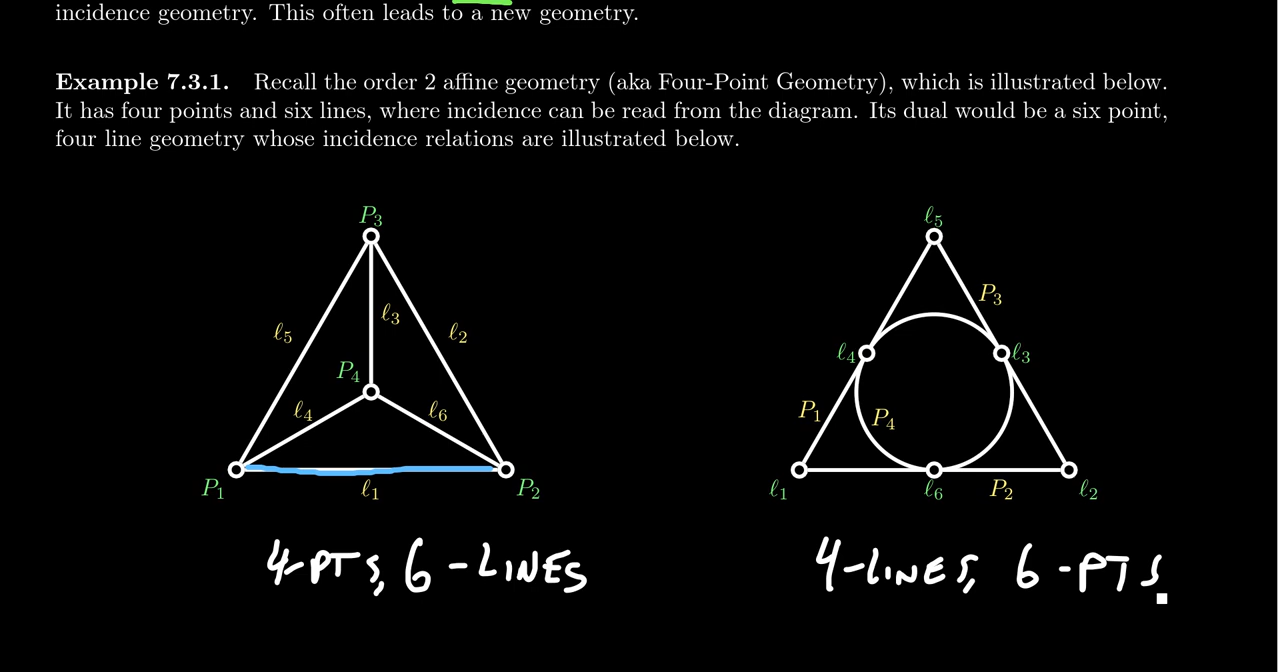 incidence geometry. This often leads to a new geometry.
Example 7.3.1. Recall the order 2 affine geometry (aka Four-Point Geometry), which is illustrated below.
It has four points and six lines, where incidence can be read from the diagram. Its dual would be a six point,
four line geometry whose incidence relations are illustrated below.
P₃
ℓ₅
ℓ₃
ℓ₂
P₄
ℓ₄
ℓ₆
P₁
ℓ₁
P₂
4-PTS, 6-LINES
ℓ₅
P₃
ℓ₄
ℓ₃
P₁
P₄
ℓ₁
ℓ₆
P₂
ℓ₂
4-LINES, 6-PTS.